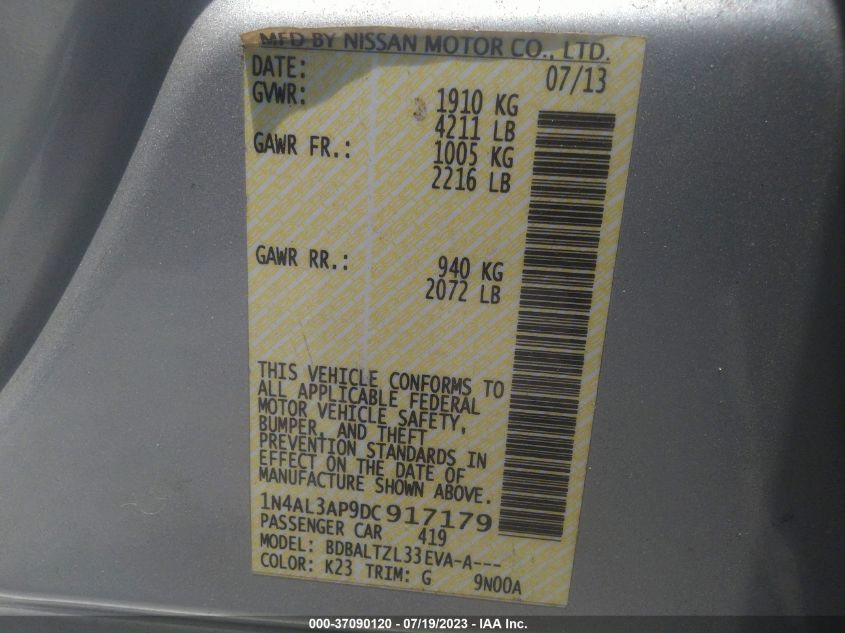 MFD BY NISSAN MOTOR CO., LTD.
DATE: 07/13
GVWR: 1910 KG
4211 LB
GAWR FR.: 1005 KG
2216 LB
GAWR RR.: 940 KG
2072 LB
THIS VEHICLE CONFORMS TO
ALL APPLICABLE FEDERAL
MOTOR VEHICLE SAFETY,
BUMPER, AND THEFT
PREVENTION STANDARDS IN
EFFECT ON THE DATE OF
MANUFACTURE SHOWN ABOVE.
1N4AL3AP9DC917179
PASSENGER CAR 419
MODEL: BDBALTZL33EVA-A---
COLOR: K23 TRIM: G 9N00A
000-37090120 - 07/19/2023 - IAA Inc.